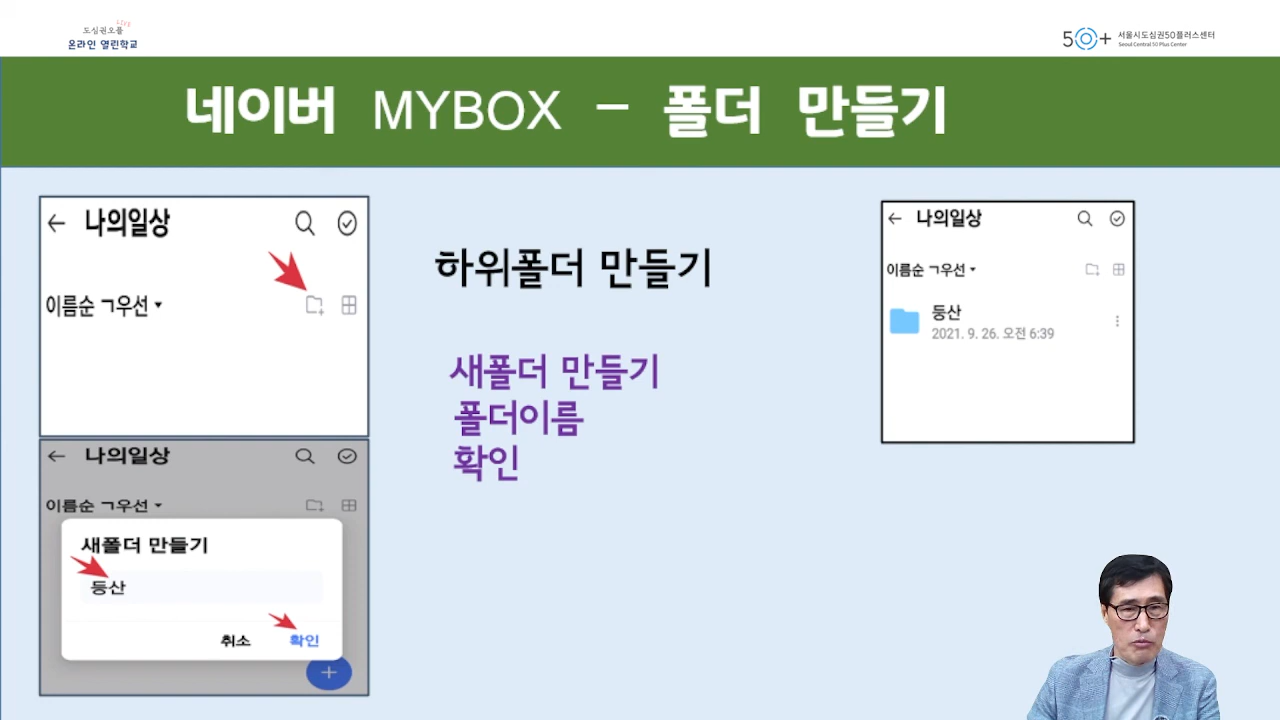 LIFE
도심권오플
온라인 열린학교
50+ 서울시도심권50플러스센터
Seoul Central 50 Plus Center
네이버 MYBOX - 폴더 만들기
나의일상
이름순 ㄱ우선
나의일상
이름순 ㄱ우선
새폴더 만들기
등산
취소 확인
하위폴더 만들기
새폴더 만들기
폴더이름
확인
나의일상
이름순 ㄱ우선
등산
2021. 9. 26. 오전 6:39